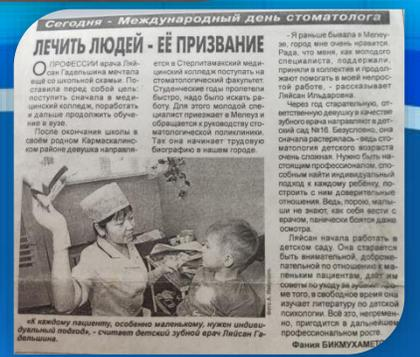 Сегодня - Международный день стоматолога
ЛЕЧИТЬ ЛЮДЕЙ - ЕЁ ПРИЗВАНИЕ
О ПРОФЕССИИ врача Ляй-
сан Гадельшина мечтала
ещё со школьной скамьи. По-
ставила перед собой цель:
поступить сначала в меди-
цинский колледж, поработать
и дальше продолжить обуче-
ние в вузе.
После окончания школы в
своём родном Кармаскалин-
ском районе девушка направля-
ется в Стерлитамакский меди-
цинский колледж поступать на
стоматологический факультет.
Студенческие годы пролетели
быстро, надо было искать ра-
боту. Для этого молодой спе-
циалист приезжает в Мелеуз и
обращается к руководству сто-
матологической поликлиники.
Так она начинает трудовую
биографию в нашем городе.
- Я раньше бывала в Мелеу-
зе, город мне очень нравится.
Рада, что меня, как молодого
специалиста, поддержали,
приняли в коллектив и продол-
жают помогать в моей непрос-
той работе, - рассказывает
Ляйсан Ильдаровна.
Через год старательную, от-
ветственную девушку в качестве
зубного врача направляют в дет-
ский сад №16. Безусловно, она
сначала растерялась - ведь сто-
матология детского возраста
очень сложная. Нужно быть на-
стоящим профессионалом, спо-
собным найти индивидуальный
подход к каждому ребёнку, по-
строить с ним доверительные
отношения. Ведь, порою, малы-
ши не знают, как себя вести с
врачом, панически боятся даже
осмотра.
Ляйсан начала работать в
детском саду. Она старается
быть внимательной, доброже-
лательной по отношению к ма-
леньким пациентам, даёт им
советы по уходу за зубами. Кро-
ме того, в свободное время она
изучает литературу по детской
психологии. Всё это, несомнен-
но, пригодится в дальнейшем
профессиональном росте.
Фания БИКМУХАМЕТОВА
«К каждому пациенту, особенно маленькому, нужен индиви-
дуальный подход», - считает детский зубной врач Ляйсан Га-
дельшина.